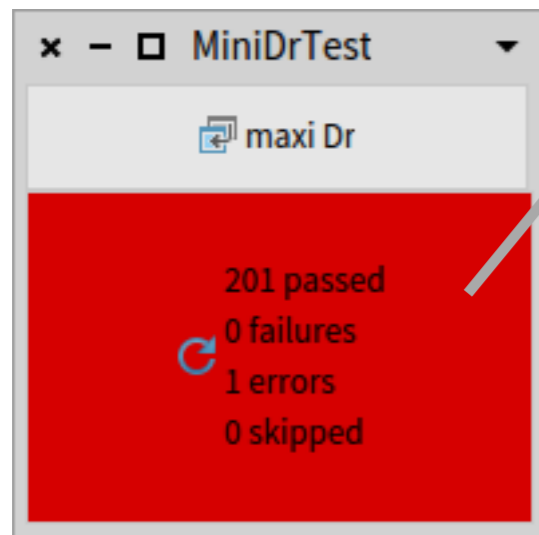 MiniDrTest
maxi Dr
201 passed
0 failures
1 errors
0 skipped